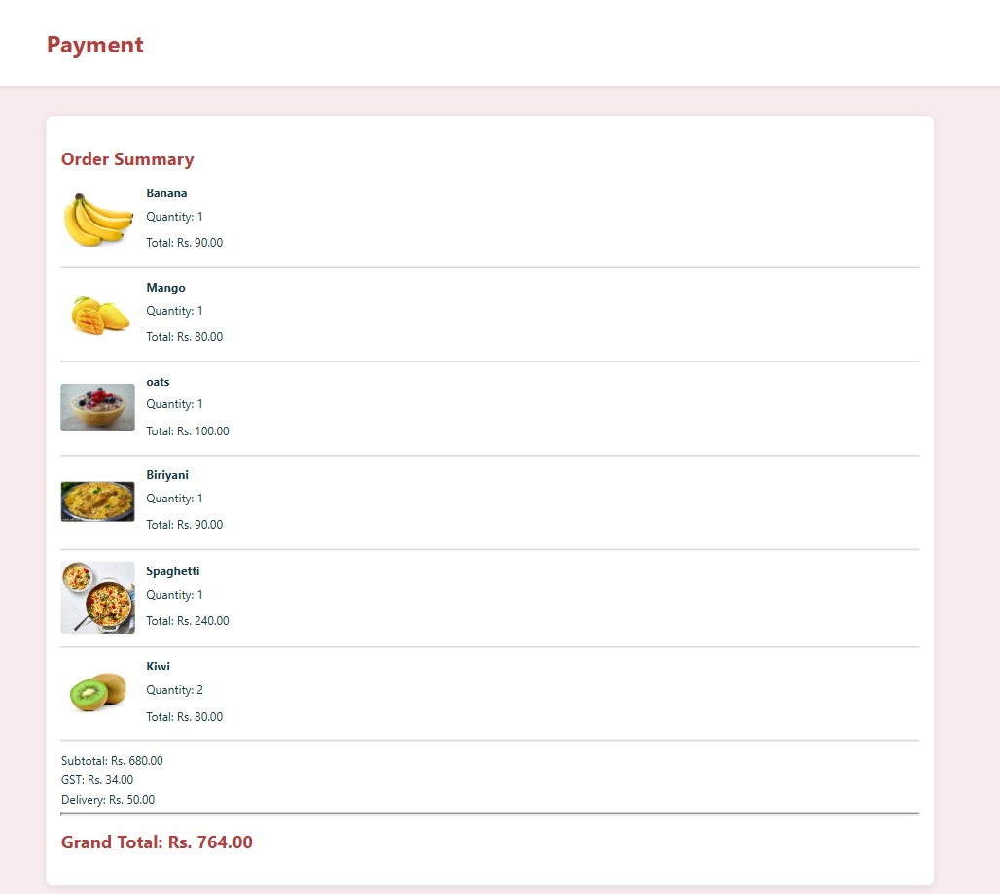 Payment
Order Summary
Banana
Quantity: 1
Total: Rs. 90.00
Mango
Quantity: 1
Total: Rs. 80.00
oats
Quantity: 1
Total: Rs. 100.00
Biriyani
Quantity: 1
Total: Rs. 90.00
Spaghetti
Quantity: 1
Total: Rs. 240.00
Kiwi
Quantity: 2
Total: Rs. 80.00
Subtotal: Rs. 680.00
GST: Rs. 34.00
Delivery: Rs. 50.00
Grand Total: Rs. 764.00